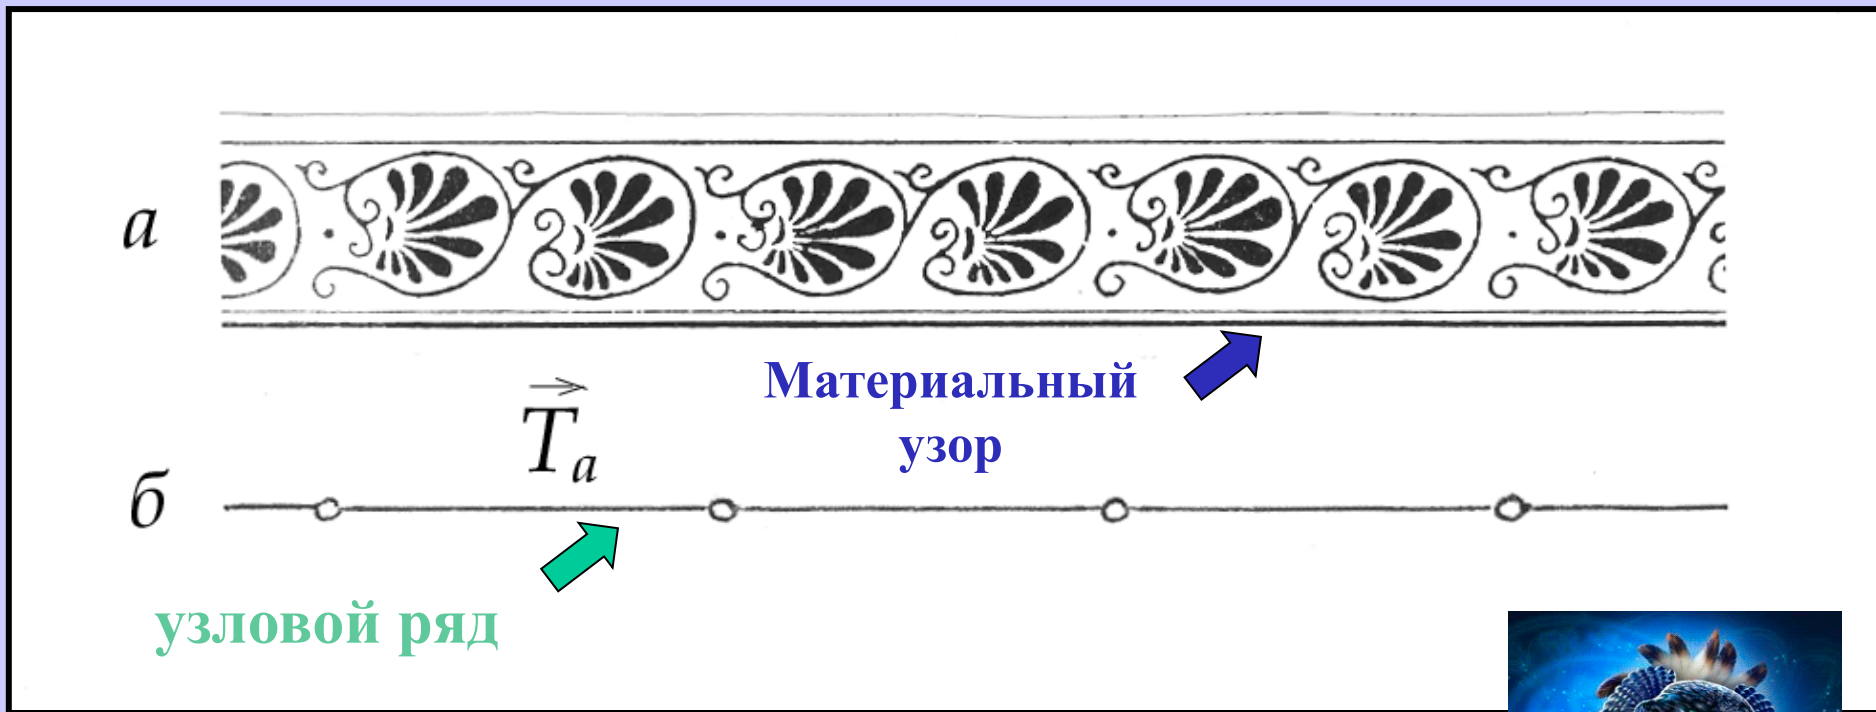 а
Материальный
узор
T⃗a
б
узловой ряд